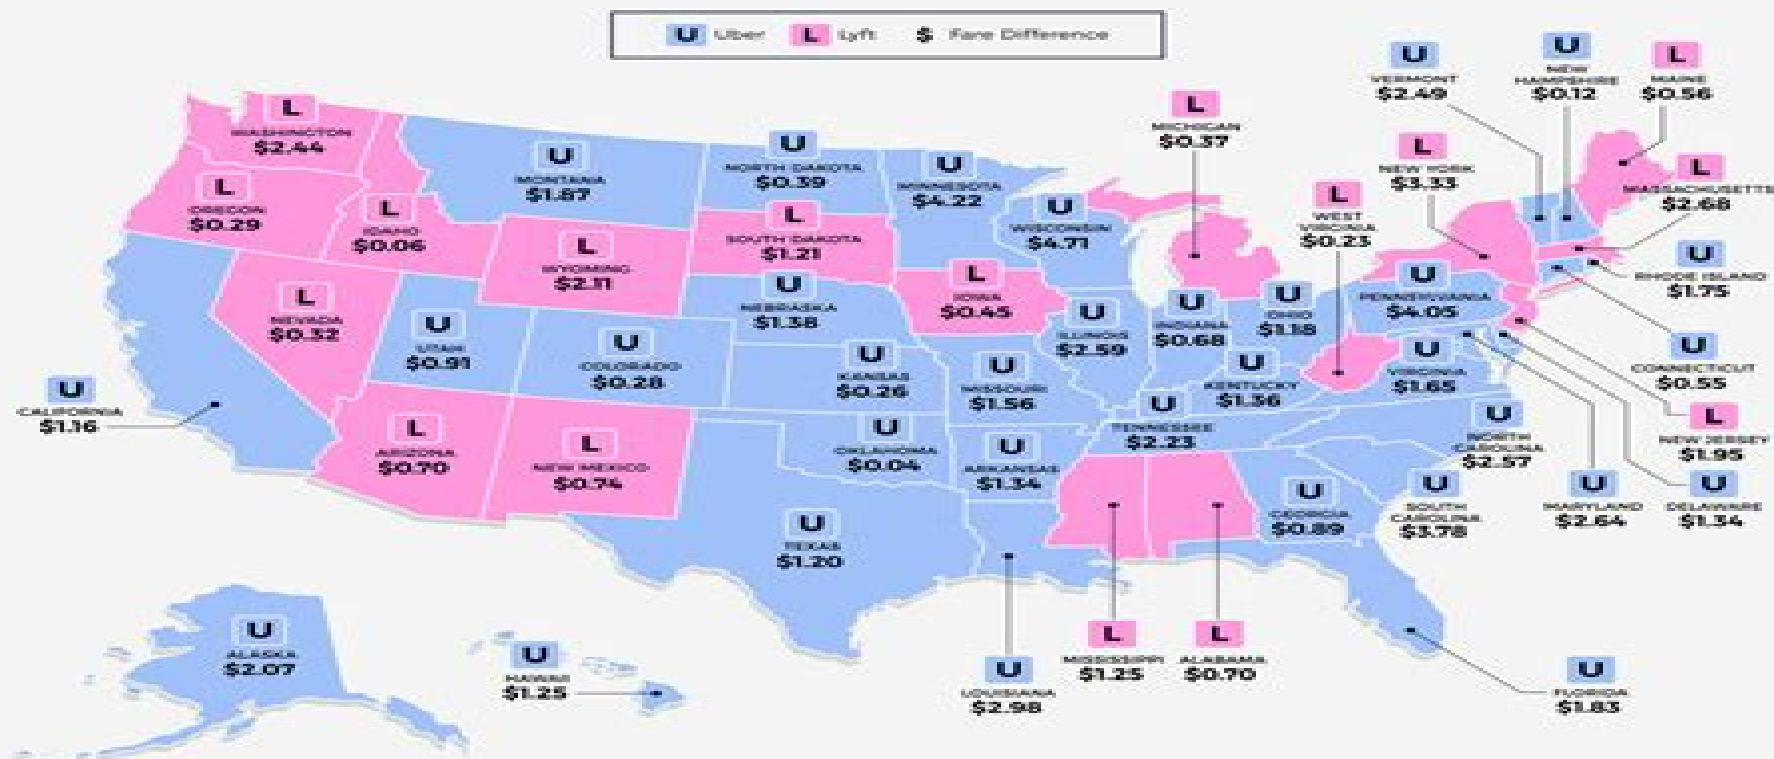 U Uber L Lyft $ Fare Difference
U
VERMONT
$2.49
U
NEW
HAMPSHIRE
$0.12
L
MAINE
$0.56
L
WASHINGTON
$2.44
L
OREGON
$0.29
L
IDAHO
$0.06
U
MONTANA
$1.87
U
NORTH DAKOTA
$0.39
U
MINNESOTA
$4.22
L
MICHIGAN
$0.37
L
NEW YORK
$3.33
L
MASSACHUSETTS
$2.68
L
WYOMING
$2.11
L
SOUTH DAKOTA
$1.21
U
WISCONSIN
$4.71
L
WEST
VIRGINIA
$0.23
U
RHODE ISLAND
$1.75
L
NEVADA
$0.32
U
UTAH
$0.91
U
COLORADO
$0.28
U
NEBRASKA
$1.38
L
IOWA
$0.45
U
ILLINOIS
$2.59
U
INDIANA
$0.68
U
OHIO
$1.18
U
PENNSYLVANIA
$4.05
U
CONNECTICUT
$0.55
U
CALIFORNIA
$1.16
U
KANSAS
$0.26
U
MISSOURI
$1.56
U
KENTUCKY
$1.36
U
VIRGINIA
$1.65
L
NEW JERSEY
$1.95
L
ARIZONA
$0.70
L
NEW MEXICO
$0.74
U
OKLAHOMA
$0.04
U
ARKANSAS
$1.34
U
TENNESSEE
$2.23
U
NORTH
CAROLINA
$2.57
U
TEXAS
$1.20
U
GEORGIA
$0.89
U
SOUTH
CAROLINA
$3.78
U
MARYLAND
$2.64
U
DELAWARE
$1.34
U
ALASKA
$2.07
U
HAWAII
$1.25
U
LOUISIANA
$2.98
L
MISSISSIPPI
$1.25
L
ALABAMA
$0.70
U
FLORIDA
$1.83